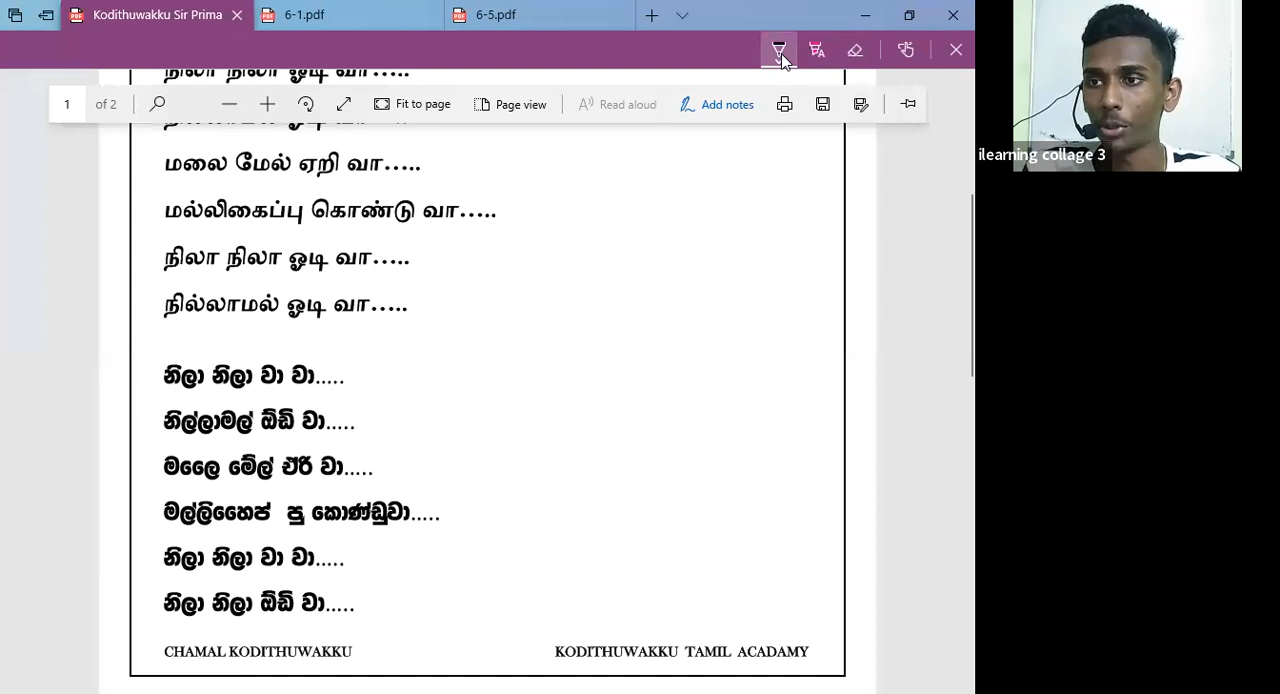 Kodithuwakku Sir Prima
6-1.pdf
6-5.pdf
நிலா நிலா ஓடி வா…..
1 of 2
Fit to page
Page view
Read aloud
Add notes
மலை மேல் ஏறி வா…..
மல்லிகைப்பு கொண்டு வா…..
நிலா நிலா ஓடி வா…..
நில்லாமல் ஓடி வா…..
නිලා නිලා වා වා.....
නිල්ලාමල් ඕඩි වා.....
මලෛ මේල් ඒරි වා.....
මල්ලිහෛප් පු කොණ්ඩුවා.....
නිලා නිලා වා වා.....
නිලා නිලා ඕඩි වා.....
CHAMAL KODITHUWAKKU KODITHUWAKKU TAMIL ACADAMY
ilearning collage 3